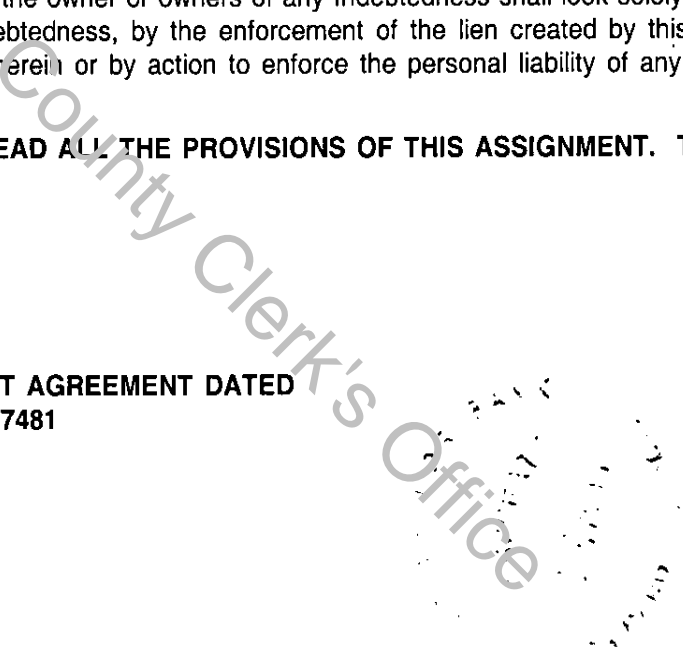 the owner or owners of any indebtedness shall look solely
ebtedness, by the enforcement of the lien created by this
erein or by action to enforce the personal liability of any
EAD ALL THE PROVISIONS OF THIS ASSIGNMENT. T
County Clerk's Office
T AGREEMENT DATED
7481